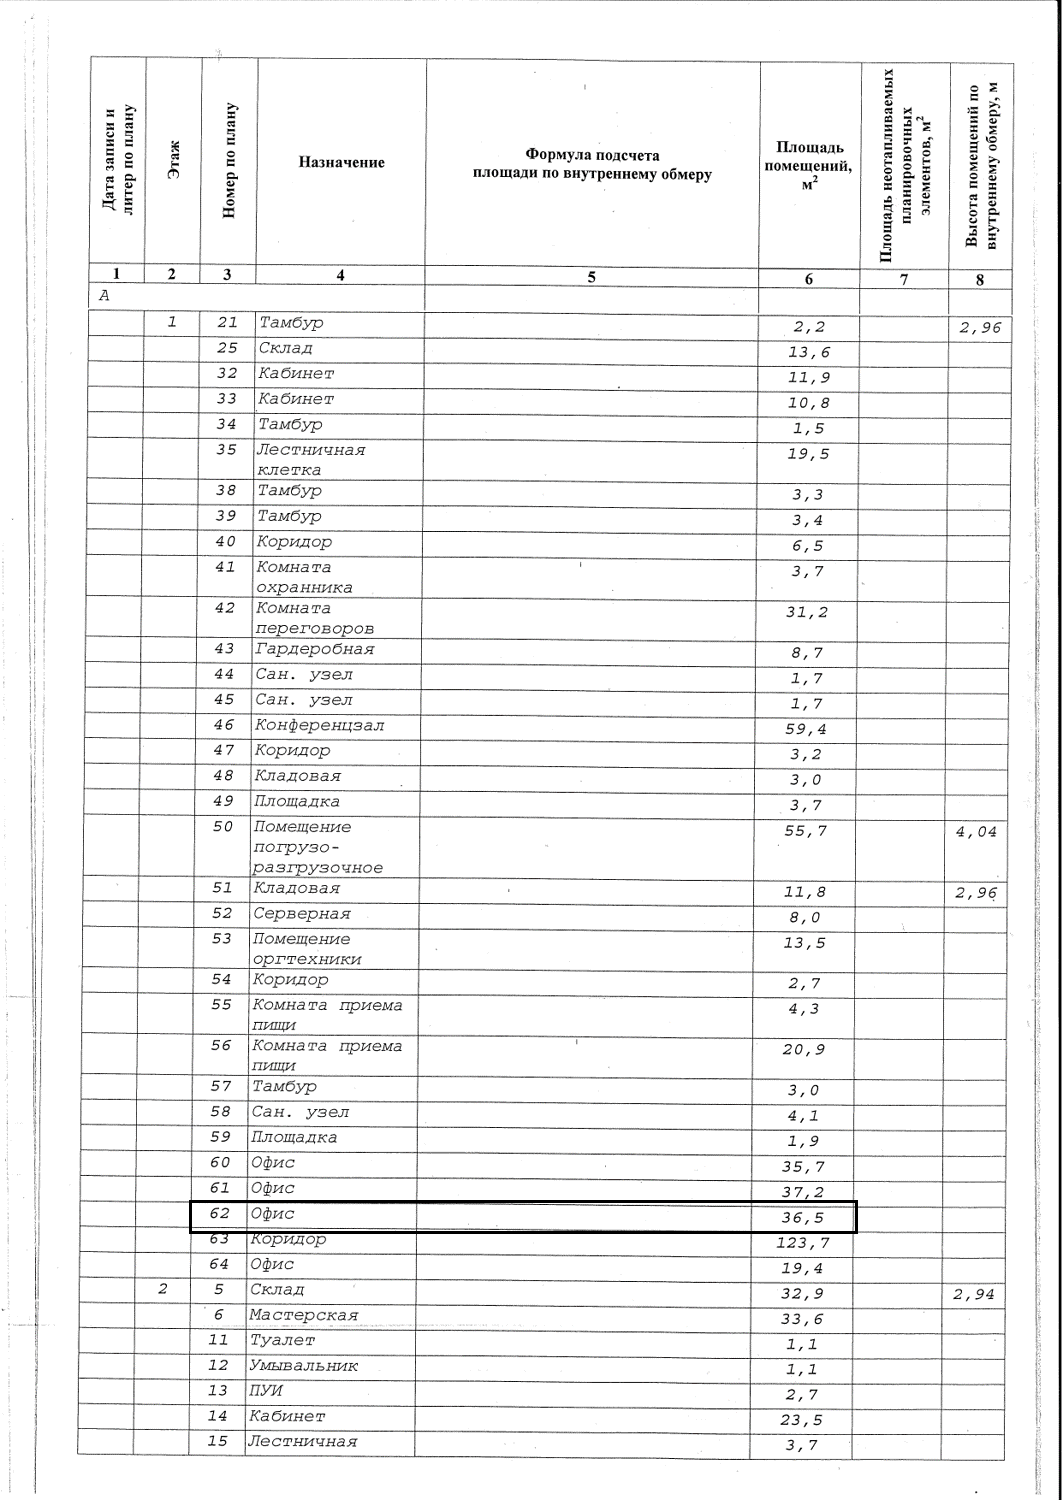 Дата записи и литер по плану
Этаж
Номер по плану
Назначение
Формула подсчета
площади по внутреннему обмеру
Площадь
помещений,
м²
Площадь неотапливаемых
планировочных
элементов, м²
Высота помещений по
внутреннему обмеру, м
1 2 3 4 5 6 7 8
А
1 21 Тамбур 2,2 2,96
25 Склад 13,6
32 Кабинет 11,9
33 Кабинет 10,8
34 Тамбур 1,5
35 Лестничная 19,5
клетка
38 Тамбур 3,3
39 Тамбур 3,4
40 Коридор 6,5
41 Комната 3,7
охранника
42 Комната 31,2
переговоров
43 Гардеробная 8,7
44 Сан. узел 1,7
45 Сан. узел 1,7
46 Конференцзал 59,4
47 Коридор 3,2
48 Кладовая 3,0
49 Площадка 3,7
50 Помещение 55,7 4,04
погрузо-
разгрузочное
51 Кладовая 11,8 2,96
52 Серверная 8,0
53 Помещение 13,5
оргтехники
54 Коридор 2,7
55 Комната приема 4,3
пищи
56 Комната приема 20,9
пищи
57 Тамбур 3,0
58 Сан. узел 4,1
59 Площадка 1,9
60 Офис 35,7
61 Офис 37,2
62 Офис 36,5
63 Коридор 123,7
64 Офис 19,4
2 5 Склад 32,9 2,94
6 Мастерская 33,6
11 Туалет 1,1
12 Умывальник 1,1
13 ПУИ 2,7
14 Кабинет 23,5
15 Лестничная 3,7